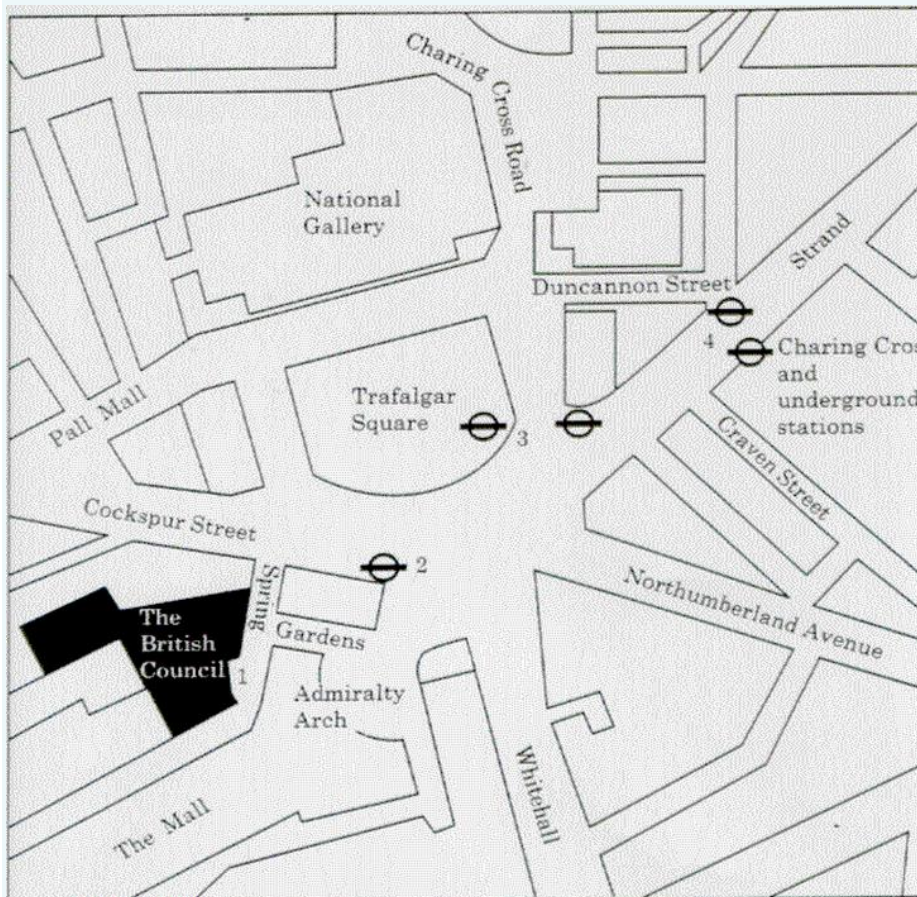 Charing Cross Road
National
Gallery
Strand
Duncannon Street
4
Charing Cros
and
underground
stations
Pall Mall
Trafalgar
Square
3
Craven Street
Cockspur Street
2
Spring
Gardens
Northumberland Avenue
The
British
Council
1
Admiralty
Arch
Whitehall
The Mall